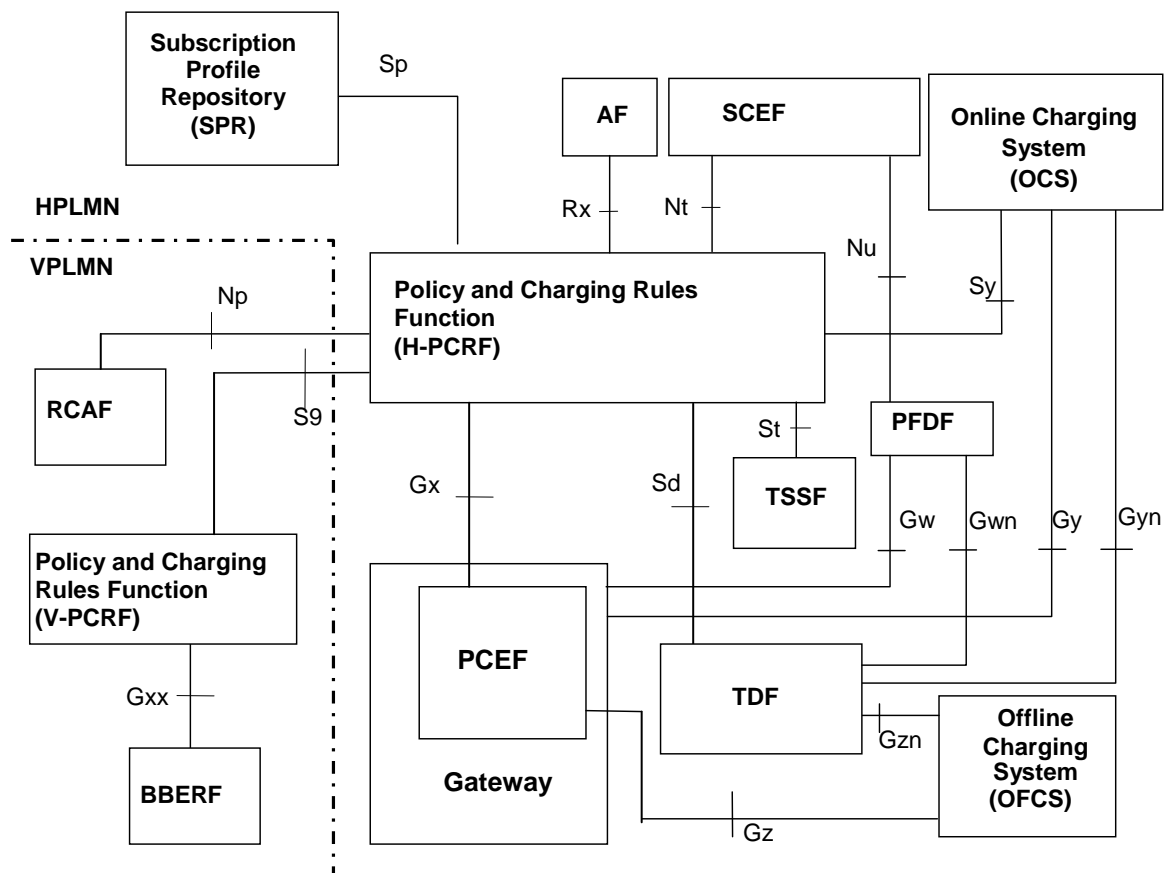 Subscription
Profile
Repository
(SPR)
Sp
AF
SCEF
Online Charging
System
(OCS)
HPLMN
Rx
Nt
VPLMN
Nu
Sy
Np
Policy and Charging Rules
Function
(H-PCRF)
RCAF
S9
PFDF
St
Gx
Sd
TSSF
Gw
Gwn
Gy
Gyn
Policy and Charging
Rules Function
(V-PCRF)
PCEF
TDF
Gxx
Offline
Charging
System
(OFCS)
Gzn
Gateway
BBERF
Gz